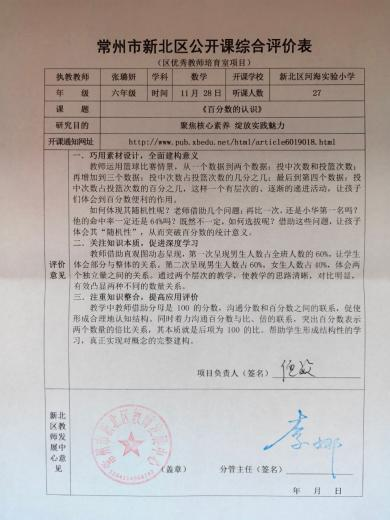 常州市新北区公开课综合评价表
（区优秀教师培育室项目）
执教教师 张璐妍 学科 数学 开课学校 新北区河海实验小学
年 级 六年级 时间 11月 28日 听课人数 27
课 题 《百分数的认识》
研究目的 聚焦核心素养 绽放实践魅力
开课通知网址 http://www.pub.xbedu.net/html/article6019018.html
评价意见
一、巧用素材设计，全面建构意义
教师运用篮球比赛情景，从一个数据到两个数据：投中次数和投篮次数；
再增加到三个数据：投中次数占投篮次数的几分之几；最后到第四个数据：投
中次数占投篮次数的百分之几，这样一个有层次的、逐渐的递进活动，让孩子
们体会到百分数便利的作用。
如何体现其随机性呢？老师借助几个问题：再比一次，还是小华第一名吗？
他的命中率一定还是64%吗？既然不一定，如何选拔呢？借助这些问题，让孩子
体会其“随机性”，从而突破百分数的统计意义。
二、关注知识本质，促进深度学习
教师借助直观图动态呈现，第一次呈现男生人数占全班人数的60%，让学生
体会部分与整体的关系，第二次呈现男生人数占60%，女生人数占40%，体会两
个独立量之间的关系。通过两个层次的教学，使教学的思路清晰，对比明显，
有效凸显两种不同的数量关系。
三、注重知识整合，提高应用评价
教学中教师借助分母是100的分数，沟通分数和百分数之间的联系，促使
形成合理地认知结构。同时着力沟通百分数与比、倍的联系，突出百分数表示
两个数量的倍比关系，其本质就是后项为100的比。帮助学生形成结构性的学
习，真正实现对概念的完整建构。
项目负责人（签名）
新北区教师发展中心意见
（盖章） 分管主任（签名） 李娜
年 月 日